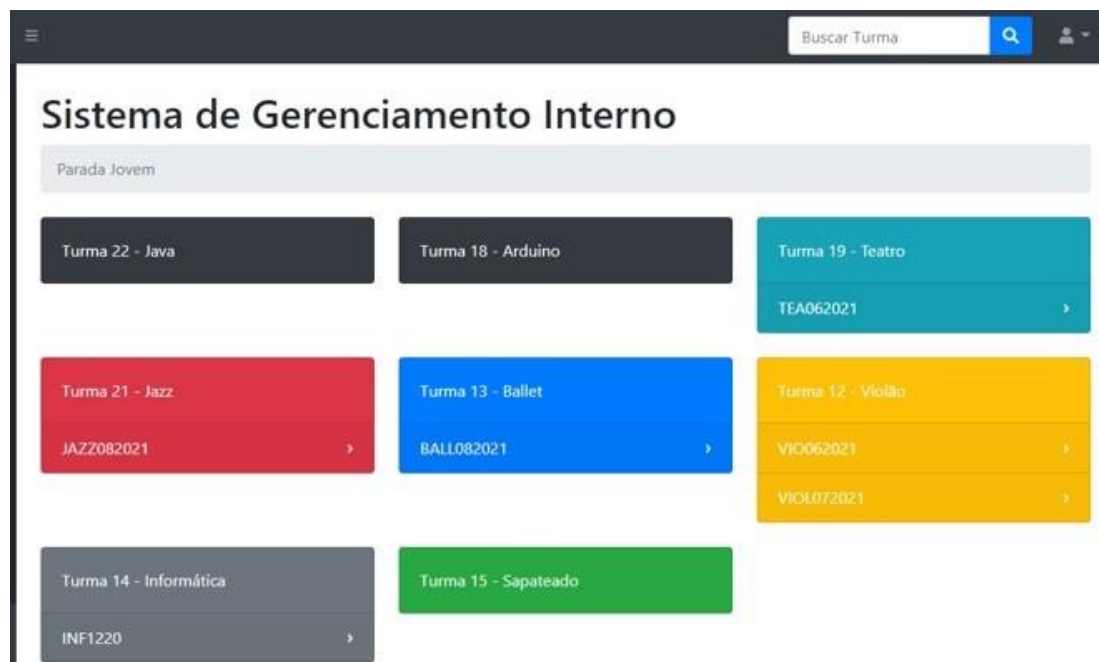 Buscar Turma
Sistema de Gerenciamento Interno
Parada Jovem
Turma 22 - Java
Turma 18 - Arduino
Turma 19 - Teatro
TEA062021
Turma 21 - Jazz
JAZZ082021
Turma 13 - Ballet
BALL082021
Turma 12 - Violão
VIO062021
VIOL072021
Turma 14 - Informática
INF1220
Turma 15 - Sapateado